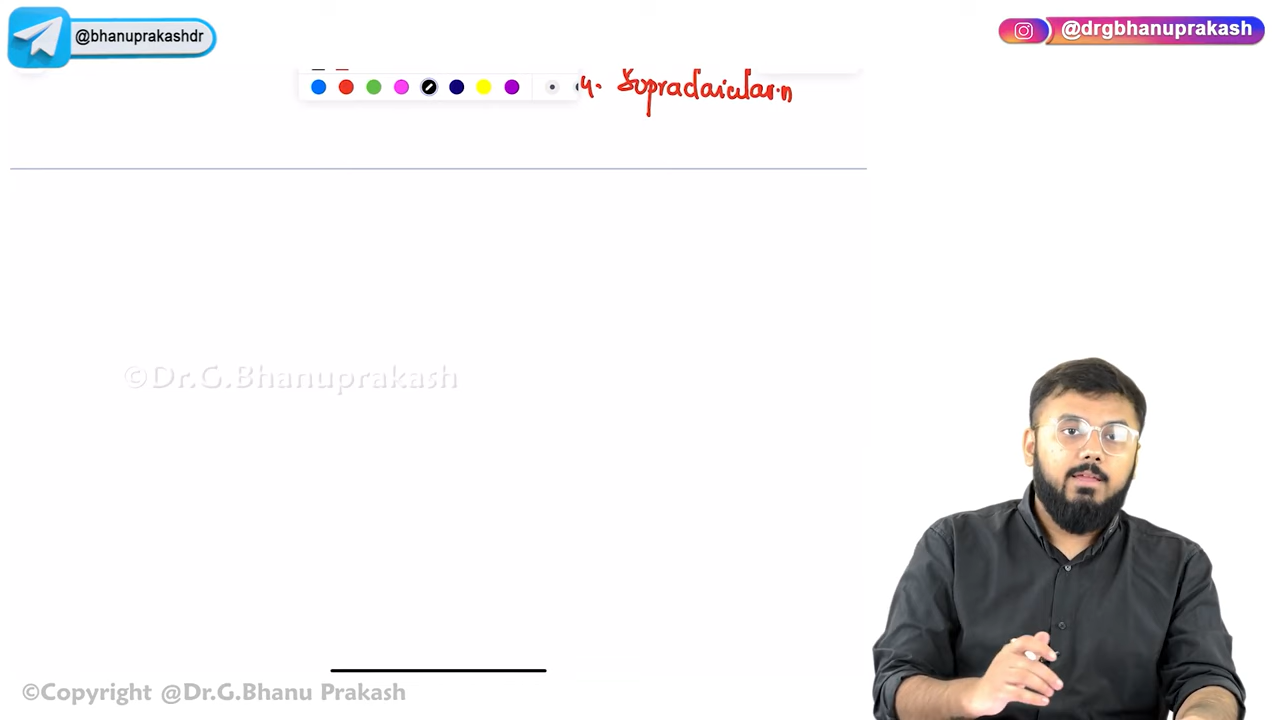 @bhanuprakashdr
@drgbhanuprakash
4. Supraclavicular.n
©Dr.G.Bhanuprakash
©Copyright @Dr.G.Bhanu Prakash